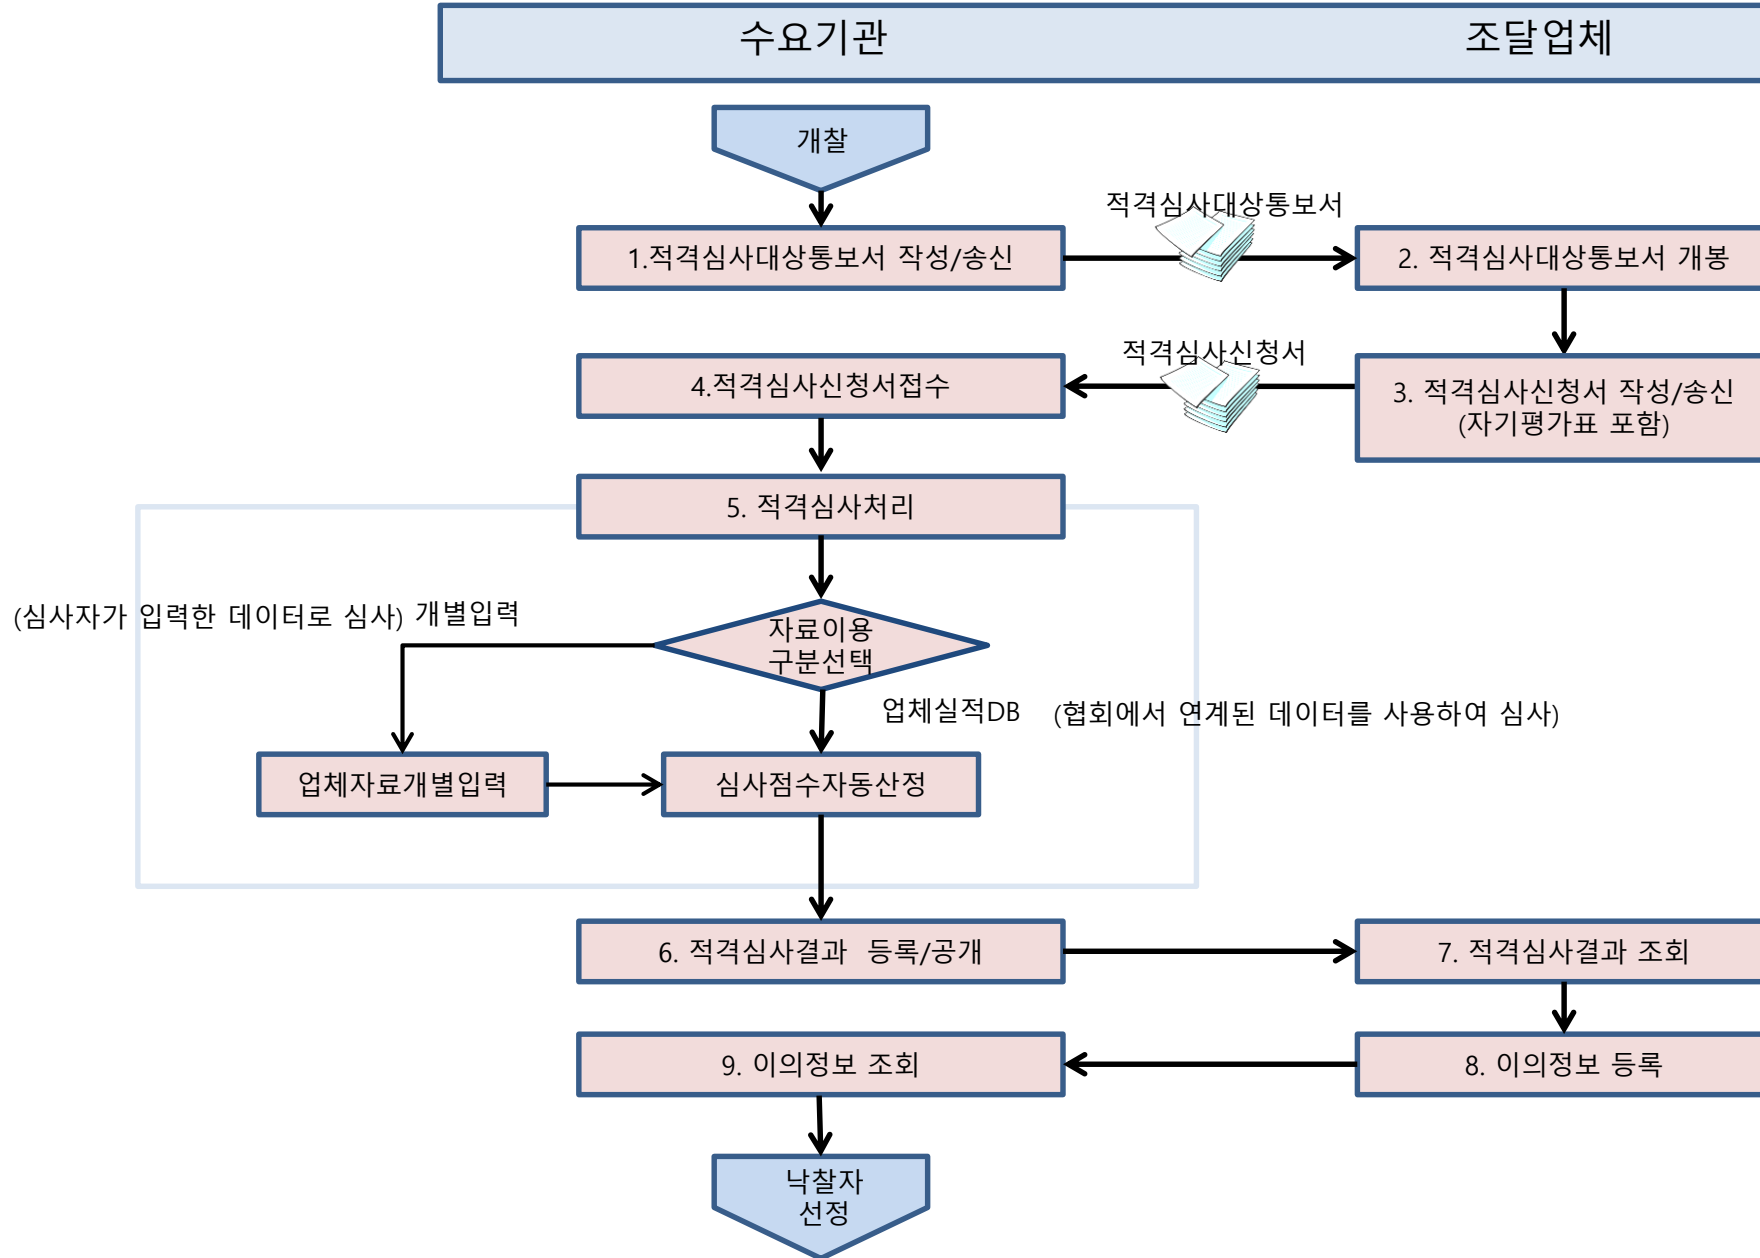 수요기관
조달업체
개찰
적격심사대상통보서
1.적격심사대상통보서 작성/송신
2. 적격심사대상통보서 개봉
적격심사신청서
4.적격심사신청서접수
3. 적격심사신청서 작성/송신
(자기평가표 포함)
5. 적격심사처리
(심사자가 입력한 데이터로 심사)
개별입력
자료이용
구분선택
업체실적DB
(협회에서 연계된 데이터를 사용하여 심사)
업체자료개별입력
심사점수자동산정
6. 적격심사결과  등록/공개
7. 적격심사결과 조회
9. 이의정보 조회
8. 이의정보 등록
낙찰자
선정